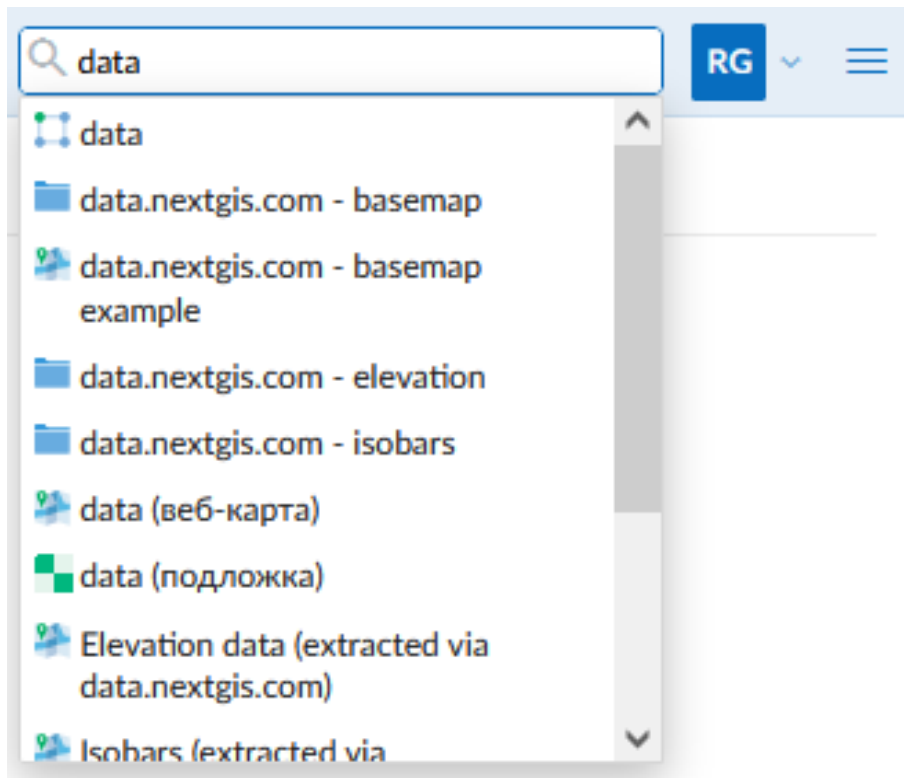 data
RG
data
data.nextgis.com - basemap
data.nextgis.com - basemap
example
data.nextgis.com - elevation
data.nextgis.com - isobars
data (веб-карта)
data (подложка)
Elevation data (extracted via
data.nextgis.com)
Isobars (extracted via